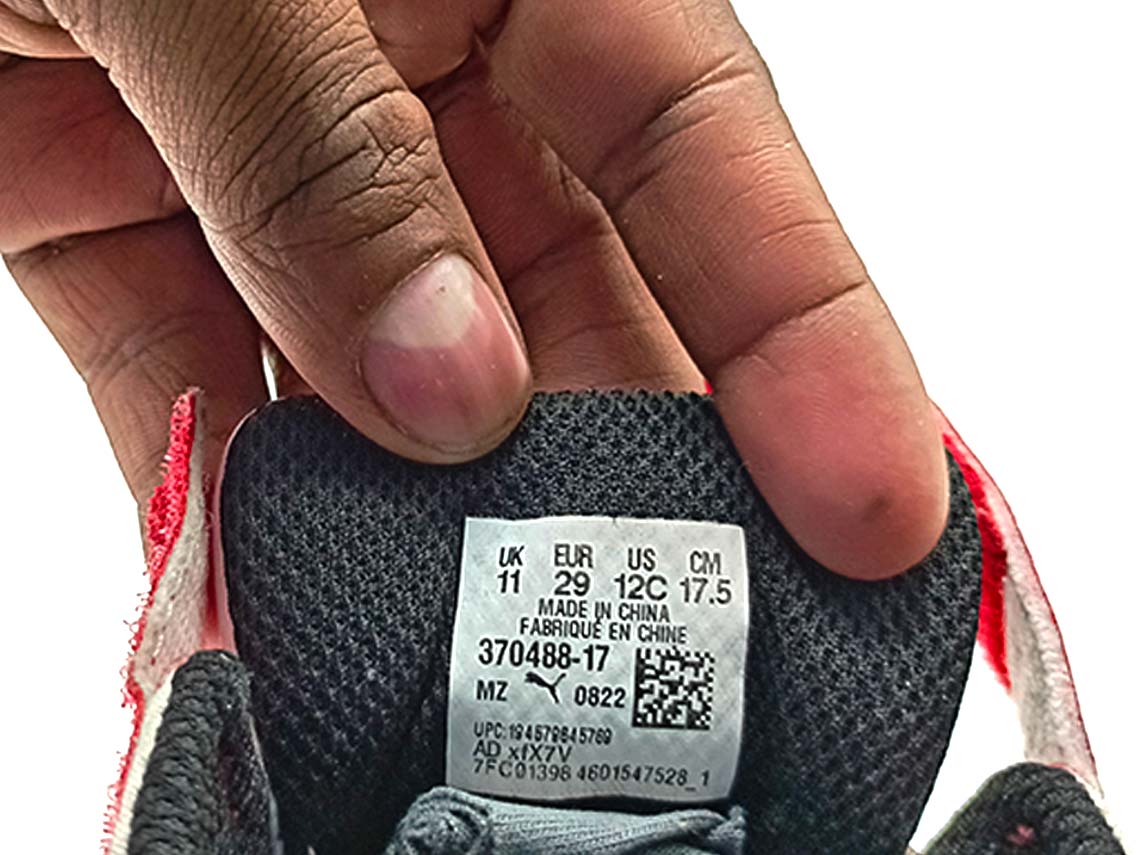 UK EUR US CM
11 29 12C 17.5
MADE IN CHINA
FABRIQUÉ EN CHINE
370488-17
MZ 0822
UPC:194679645769
AD xfX7V
7FC01398 4601547528_1